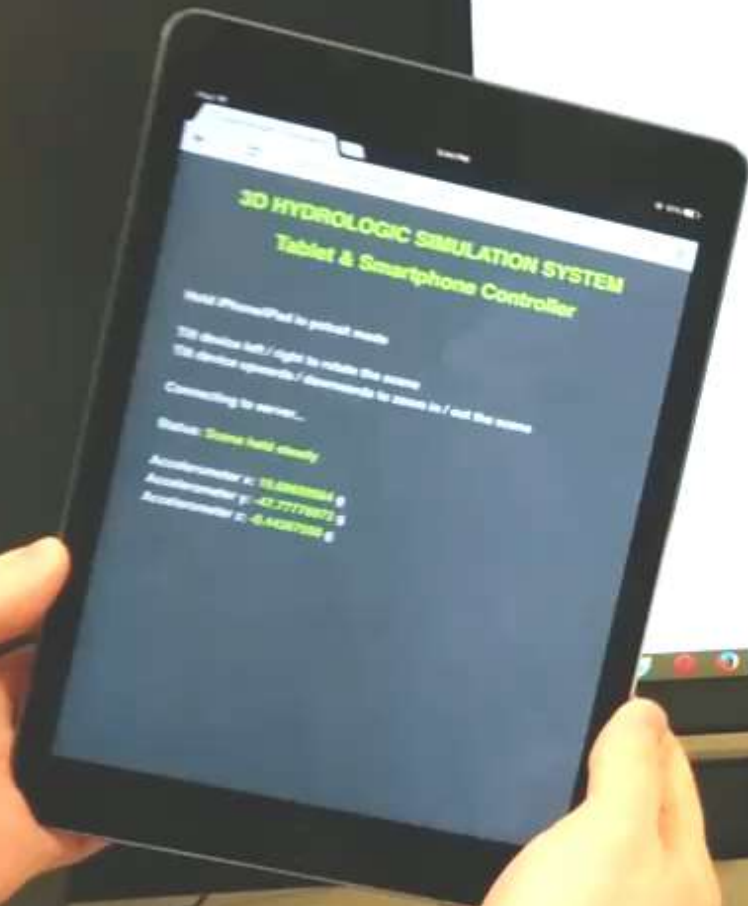 3D HYDROLOGIC SIMULATION SYSTEM
Tablet & Smartphone Controller
Hold iPhone/iPad in potrait mode
Tilt device left / right to rotate the scene
Tilt device upwards / downwards to zoom in / out the scene
Connecting to server...
Status: Scene held steady
Accelerometer x: g
Accelerometer y: g
Accelerometer z: g